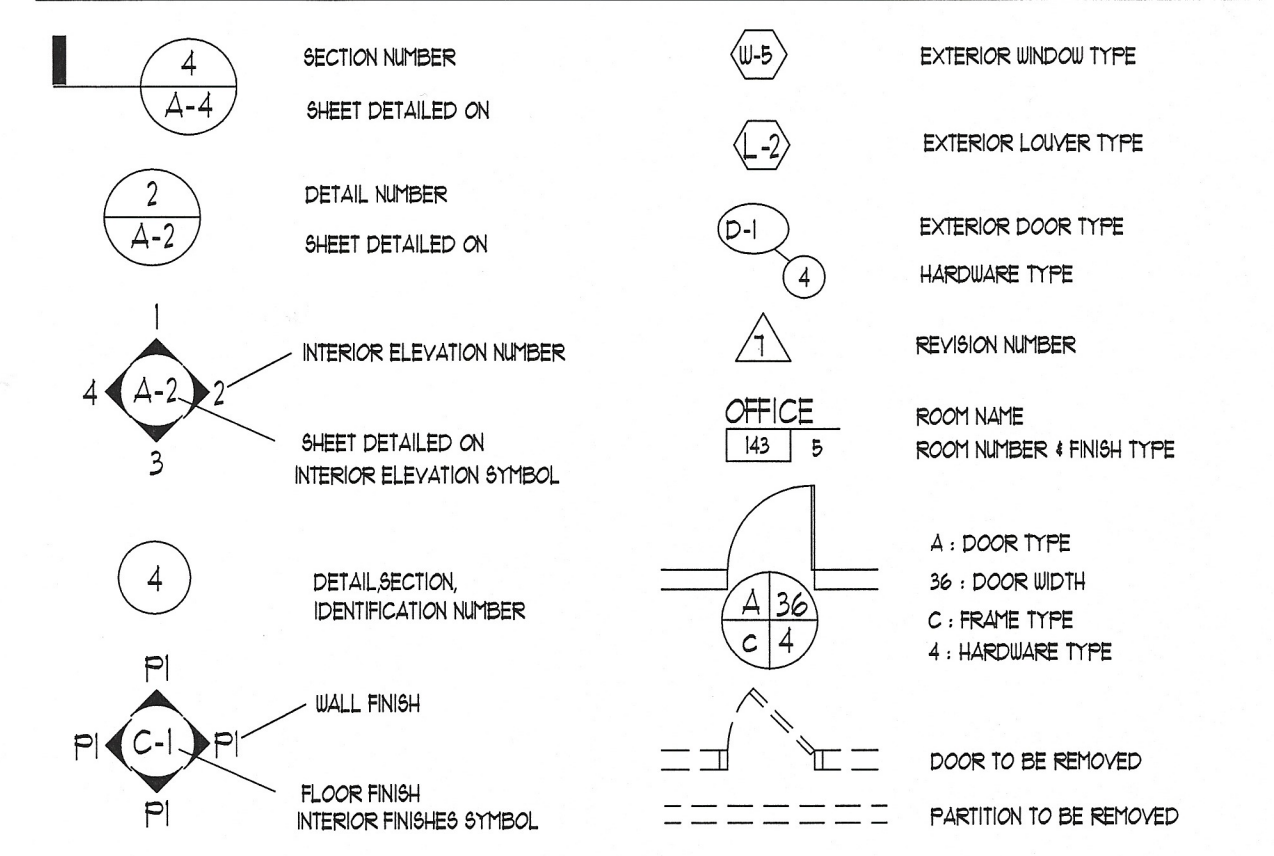 4
A-4
SECTION NUMBER
SHEET DETAILED ON
2
A-2
DETAIL NUMBER
SHEET DETAILED ON
1
4 A-2 2
3
INTERIOR ELEVATION NUMBER
SHEET DETAILED ON
INTERIOR ELEVATION SYMBOL
4
DETAIL,SECTION,
IDENTIFICATION NUMBER
P1
P1 C-1 P1
P1
WALL FINISH
FLOOR FINISH
INTERIOR FINISHES SYMBOL
W-5
EXTERIOR WINDOW TYPE
L-2
EXTERIOR LOUVER TYPE
D-1
EXTERIOR DOOR TYPE
4
HARDWARE TYPE
7
REVISION NUMBER
OFFICE
143 5
ROOM NAME
ROOM NUMBER & FINISH TYPE
A 36
C 4
A : DOOR TYPE
36 : DOOR WIDTH
C : FRAME TYPE
4 : HARDWARE TYPE
DOOR TO BE REMOVED
PARTITION TO BE REMOVED